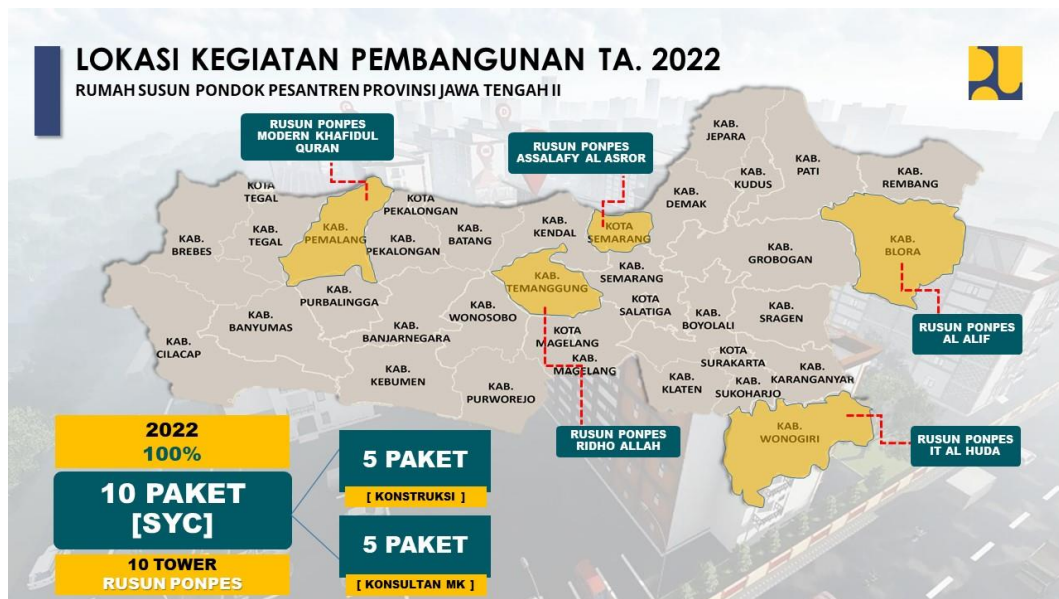 LOKASI KEGIATAN PEMBANGUNAN TA. 2022
RUMAH SUSUN PONDOK PESANTREN PROVINSI JAWA TENGAH II
RUSUN PONPES
MODERN KHAFIDUL
QURAN
RUSUN PONPES
ASSALAFY AL ASROR
KAB.
JEPARA
KAB.
PATI
KAB.
KUDUS
KAB.
REMBANG
KAB.
DEMAK
KOTA
TEGAL
KAB.
TEGAL
KAB.
BREBES
KAB.
PEMALANG
KOTA
PEKALONGAN
KAB.
PEKALONGAN
KAB.
BATANG
KAB.
KENDAL
KOTA
SEMARANG
KAB.
GROBOGAN
KAB.
BLORA
KAB.
TEMANGGUNG
KAB.
SEMARANG
KAB.
PURBALINGGA
KAB.
BANYUMAS
KAB.
CILACAP
KAB.
BANJARNEGARA
KAB.
WONOSOBO
KOTA
SALATIGA
KAB.
BOYOLALI
KAB.
SRAGEN
KOTA
MAGELANG
KAB.
MAGELANG
KAB.
KEBUMEN
KAB.
PURWOREJO
KOTA
SURAKARTA
KAB.
KLATEN
KAB.
SUKOHARJO
KAB.
KARANGANYAR
KAB.
WONOGIRI
RUSUN PONPES
AL ALIF
RUSUN PONPES
RIDHO ALLAH
RUSUN PONPES
IT AL HUDA
2022
100%
10 PAKET
[SYC]
10 TOWER
RUSUN PONPES
5 PAKET
[ KONSTRUKSI ]
5 PAKET
[ KONSULTAN MK ]